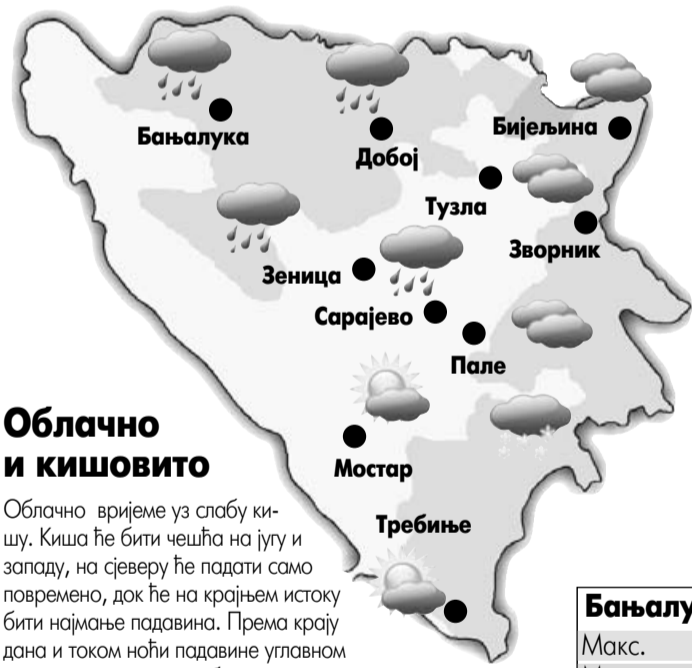 Бањалука
Добој
Бијељина
Тузла
Зворник
Зеница
Сарајево
Пале
Мостар
Требиње
Облачно
и кишовито
Облачно вријеме уз слабу ки-
шу. Киша ће бити чешћа на југу и
западу, на сјеверу ће падати само
повремено, док ће на крајњем истоку
бити најмање падавина. Према крају
дана и током ноћи падавине углавном
Бањалу
Макс.